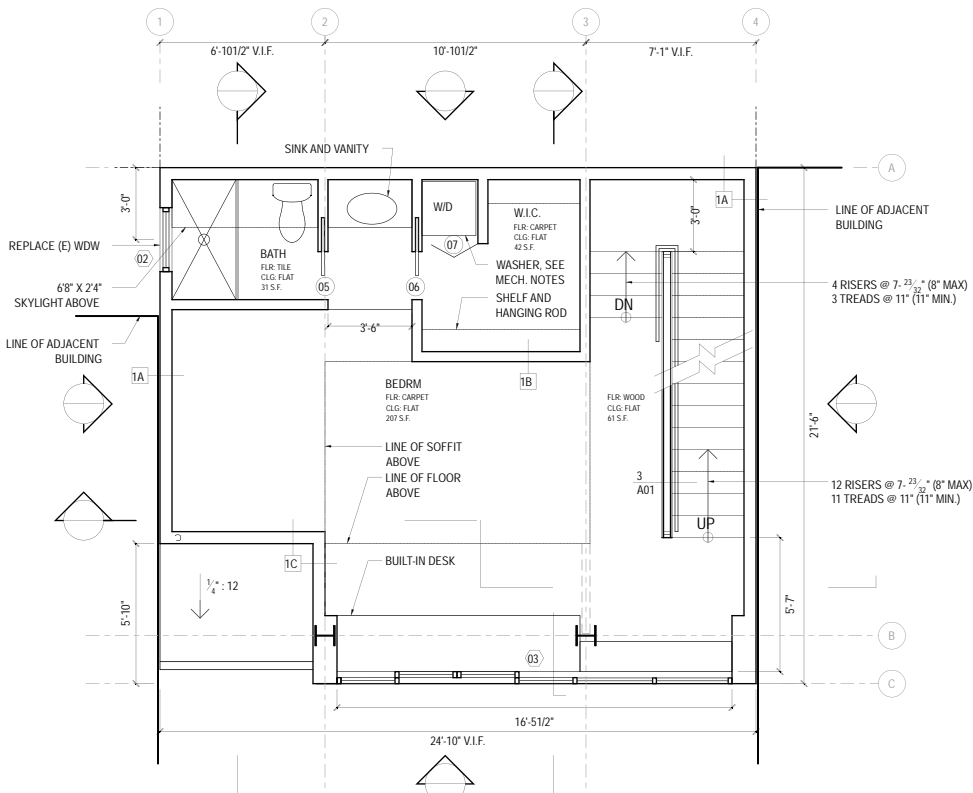 1
2
3
4
6'-101/2" V.I.F.
10'-101/2"
7'-1" V.I.F.
SINK AND VANITY
A
3'-0"
W/D
W.I.C.
FLR: CARPET
CLG: FLAT
42 S.F.
3'-0"
1A
LINE OF ADJACENT
BUILDING
REPLACE (E) WDW
02
BATH
FLR: TILE
CLG: FLAT
31 S.F.
07
WASHER, SEE
MECH. NOTES
6'8" X 2'4"
SKYLIGHT ABOVE
05
06
SHELF AND
HANGING ROD
DN
4 RISERS @ 7- 23/32" (8" MAX)
3 TREADS @ 11" (11" MIN.)
3'-6"
LINE OF ADJACENT
BUILDING
1A
1B
BEDRM
FLR: CARPET
CLG: FLAT
207 S.F.
FLR: WOOD
CLG: FLAT
61 S.F.
21'-6"
LINE OF SOFFIT
ABOVE
LINE OF FLOOR
ABOVE
3
A01
12 RISERS @ 7- 23/32" (8" MAX)
11 TREADS @ 11" (11" MIN.)
UP
1C
BUILT-IN DESK
1/4" : 12
5'-10"
5'-7"
B
03
C
16'-51/2"
24'-10" V.I.F.